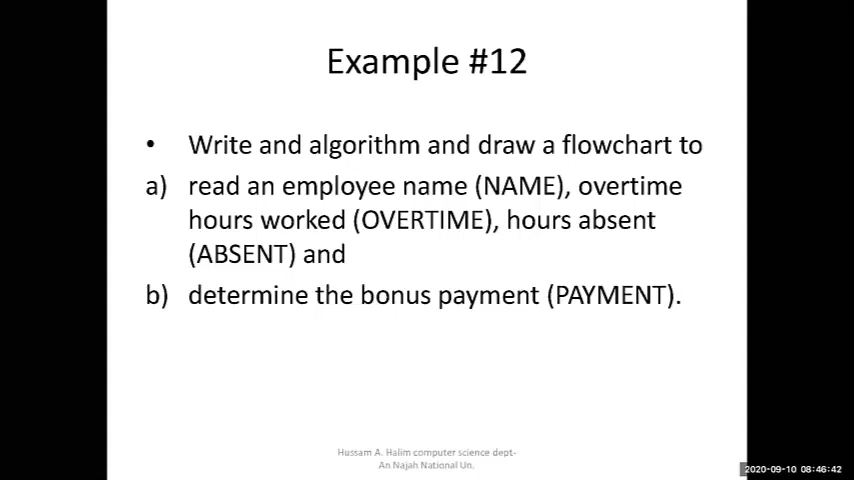 Example #12
• Write and algorithm and draw a flowchart to
a) read an employee name (NAME), overtime
hours worked (OVERTIME), hours absent
(ABSENT) and
b) determine the bonus payment (PAYMENT).
Hussam A. Halim computer science dept-
An Najah National Un.
2020-09-10 08:46:42